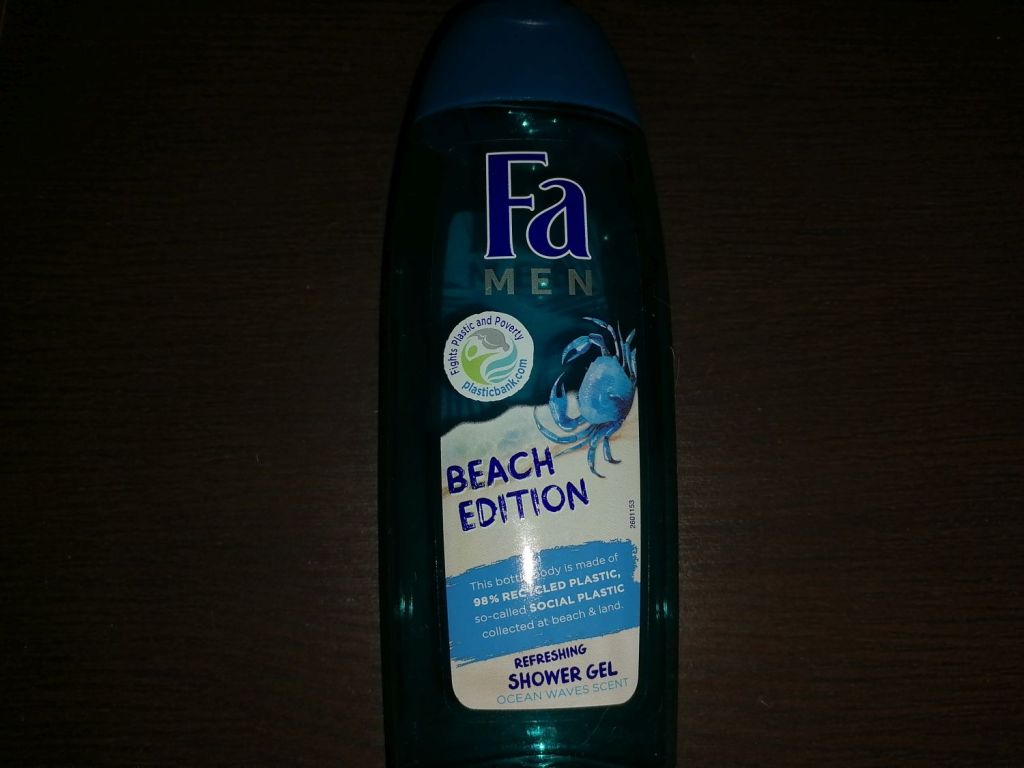 Fa
MEN
Fights Plastic and Poverty
plasticbank.com
BEACH
EDITION
2601153
This bottle body is made of
98% RECYCLED PLASTIC,
so-called SOCIAL PLASTIC
collected at beach & land.
REFRESHING
SHOWER GEL
OCEAN WAVES SCENT